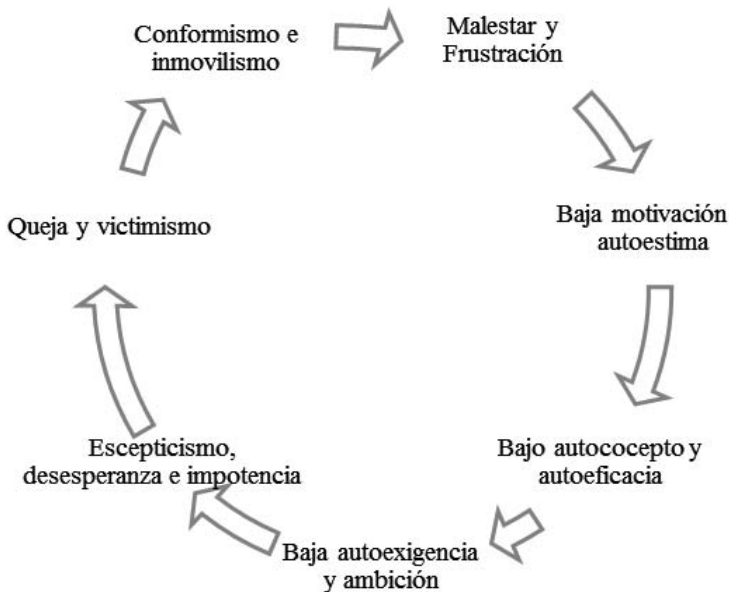 Conformismo e
inmovilismo
Malestar y
Frustración
Baja motivación
autoestima
Bajo autococepto y
autoeficacia
Baja autoexigencia
y ambición
Escepticismo,
desesperanza e impotencia
Queja y victimismo